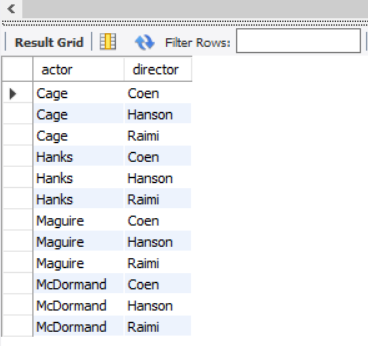 Result Grid Filter Rows:
actor director
Cage Coen
Cage Hanson
Cage Raimi
Hanks Coen
Hanks Hanson
Hanks Raimi
Maguire Coen
Maguire Hanson
Maguire Raimi
McDormand Coen
McDormand Hanson
McDormand Raimi